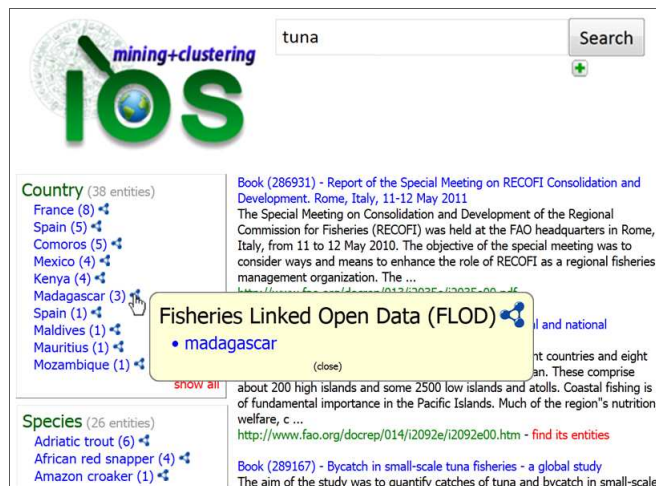 tuna
Search
mining+clustering
IOS
Country (38 entities)
France (8)
Spain (5)
Comoros (5)
Mexico (4)
Kenya (4)
Madagascar (3)
Spain (1)
Maldives (1)
Mauritius (1)
Mozambique (1)
show all
Species (26 entities)
Adriatic trout (6)
African red snapper (4)
Amazon croaker (1)
Book (286931) - Report of the Special Meeting on RECOFI Consolidation and
Development. Rome, Italy, 11-12 May 2011
The Special Meeting on Consolidation and Development of the Regional
Commission for Fisheries (RECOFI) was held at the FAO headquarters in Rome,
Italy, from 11 to 12 May 2010. The objective of the special meeting was to
consider ways and means to enhance the role of RECOFI as a regional fisheries
management organization. The ...
Fisheries Linked Open Data (FLOD)
• madagascar
(close)
al and national
nt countries and eight
an. These comprise
about 200 high islands and some 2500 low islands and atolls. Coastal fishing is
of fundamental importance in the Pacific Islands. Much of the region"s nutrition,
welfare, c ...
http://www.fao.org/docrep/014/i2092e/i2092e00.htm - find its entities
Book (289167) - Bycatch in small-scale tuna fisheries - a global study
The aim of the study was to quantify catches of tuna and bycatch in small-scale